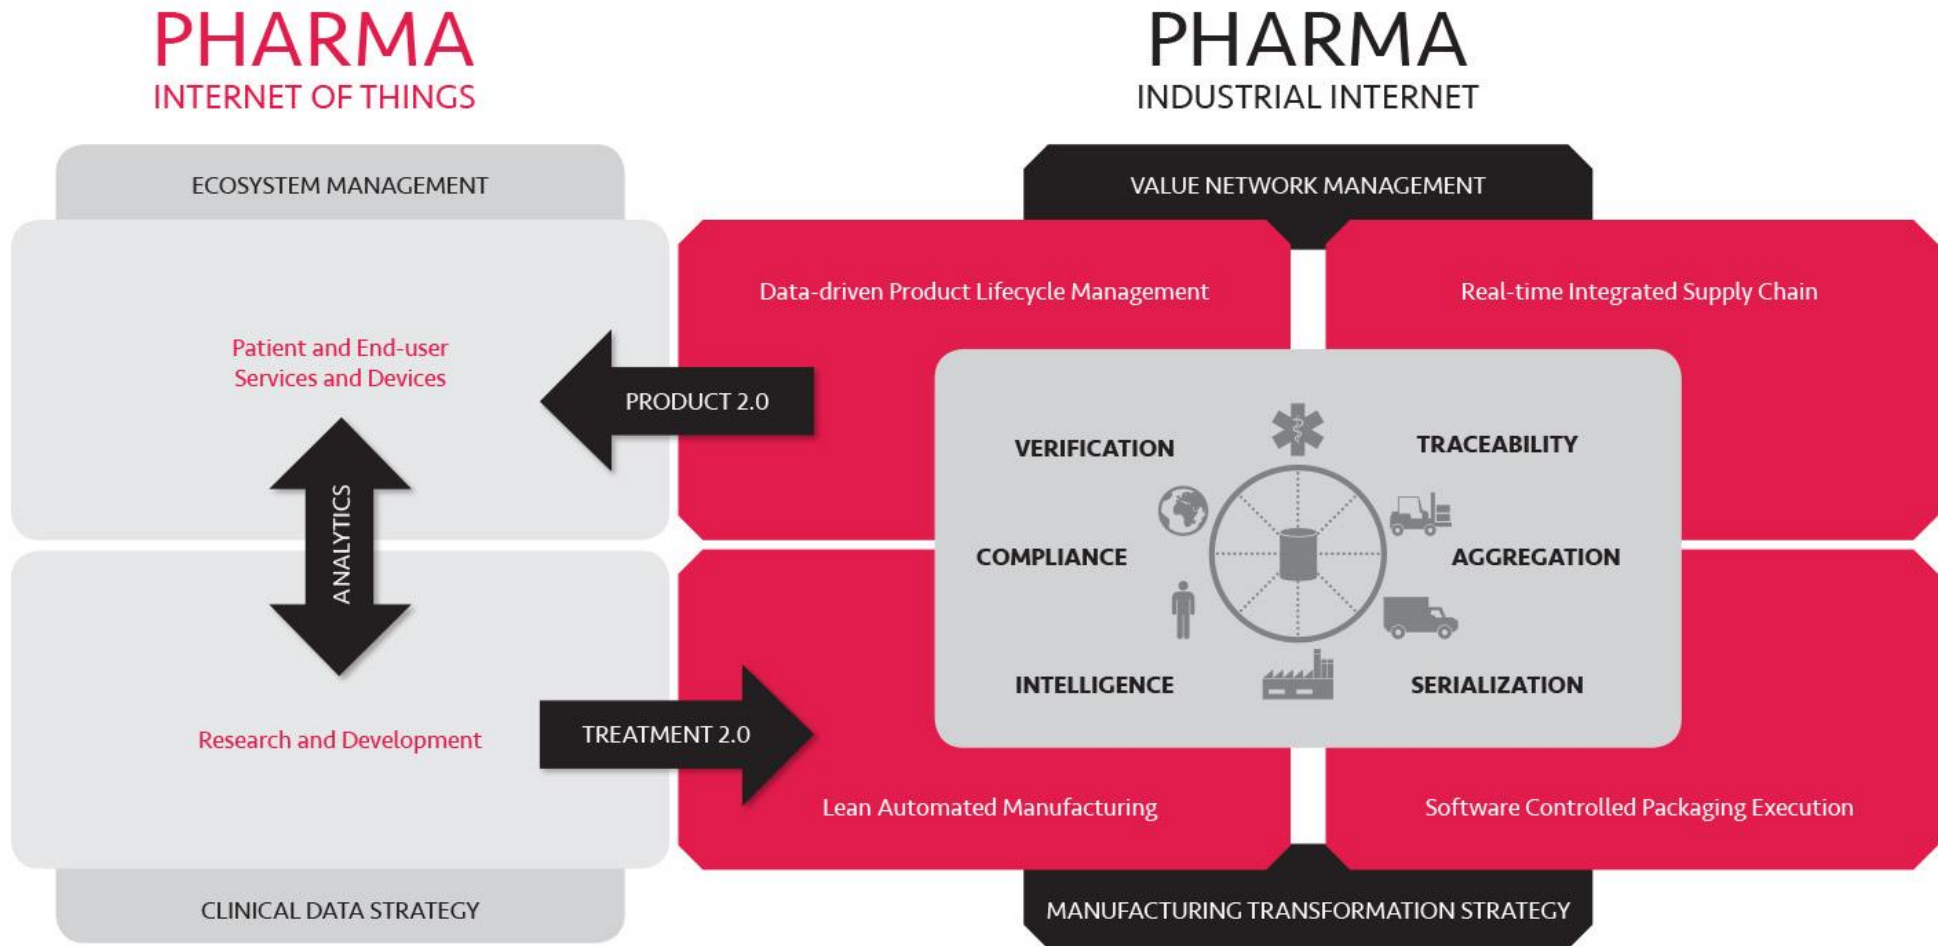 PHARMA
INTERNET OF THINGS
PHARMA
INDUSTRIAL INTERNET
ECOSYSTEM MANAGEMENT
VALUE NETWORK MANAGEMENT
Patient and End-user
Services and Devices
PRODUCT 2.0
ANALYTICS
Research and Development
TREATMENT 2.0
CLINICAL DATA STRATEGY
Data-driven Product Lifecycle Management
Real-time Integrated Supply Chain
VERIFICATION
TRACEABILITY
COMPLIANCE
AGGREGATION
INTELLIGENCE
SERIALIZATION
Lean Automated Manufacturing
Software Controlled Packaging Execution
MANUFACTURING TRANSFORMATION STRATEGY